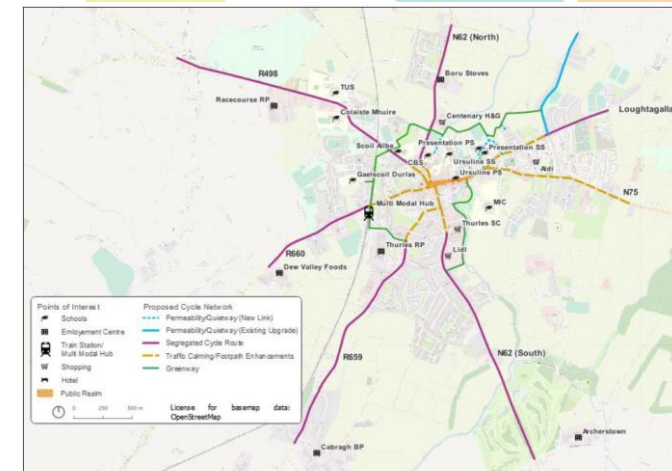 N62 (North)
R498
TUS
Boru Stoves
Racecourse RP
Loughtagalla
Colaiste Mhuire
Centenary H&G
Presentation PS
Scoil Ailbe
Presentation SS
CBS
Ursuline SS
Aldi
Gaelscoil Durlas
Ursuline PS
N75
Multi Modal Hub
MIC
Thurles SC
Thurles RP
Lidl
R660
Dew Valley Foods
R659
N62 (South)
Archerstown
Cabragh BP
Points of Interest
Schools
Emloyement Centre
Train Station/
Multi Modal Hub
Shopping
Hotel
Public Realm
Proposed Cycle Network
Permeability/Quietway (New Link)
Permeability/Quietway (Existing Upgrade)
Segregated Cycle Route
Traffic Calming/Footpath Enhancements
Greenway
0 250 500 m
License for basemap data:
OpenStreetMap